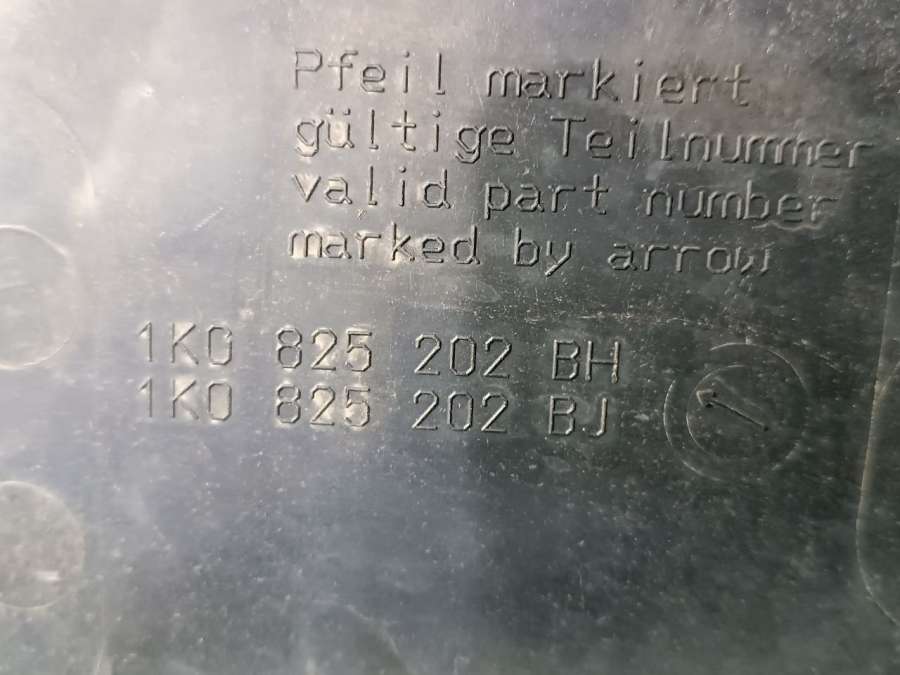 Pfeil markiert
gültige Teilnummer
valid part number
marked by arrow
1K0 825 202 BH
1K0 825 202 BJ